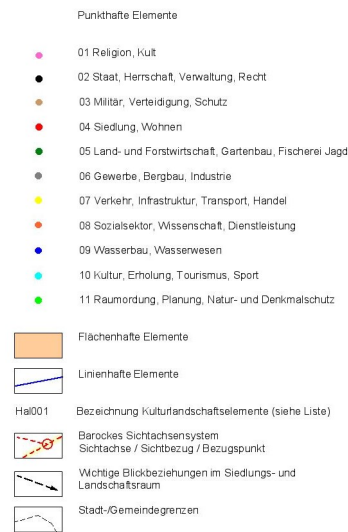 Punkthafte Elemente
01 Religion, Kult
02 Staat, Herrschaft, Verwaltung, Recht
03 Militär, Verteidigung, Schutz
04 Siedlung, Wohnen
05 Land- und Forstwirtschaft, Gartenbau, Fischerei Jagd
06 Gewerbe, Bergbau, Industrie
07 Verkehr, Infrastruktur, Transport, Handel
08 Sozialsektor, Wissenschaft, Dienstleistung
09 Wasserbau, Wasserwesen
10 Kultur, Erholung, Tourismus, Sport
11 Raumordung, Planung, Natur- und Denkmalschutz
Flächenhafte Elemente
Linienhafte Elemente
Hal001 Bezeichnung Kulturlandschaftselemente (siehe Liste)
Barockes Sichtachsensystem
Sichtachse / Sichtbezug / Bezugspunkt
Wichtige Blickbeziehungen im Siedlungs- und
Landschaftsraum
Stadt-/Gemeindegrenzen